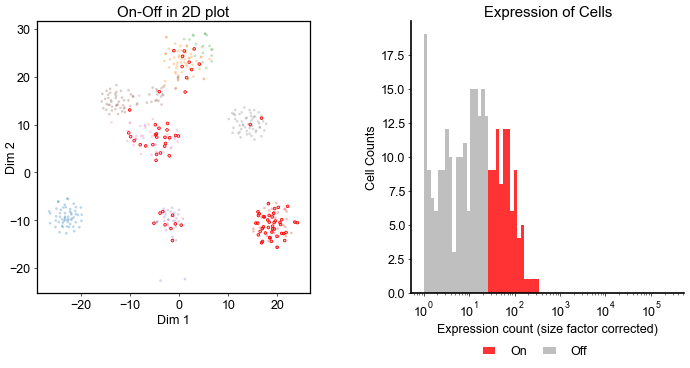 On-Off in 2D plot
Dim 2
30
20
10
0
−10
−20
−20 −10 0 10 20
Dim 1
Expression of Cells
Cell Counts
17.5
15.0
12.5
10.0
7.5
5.0
2.5
0.0
10⁰ 10¹ 10² 10³ 10⁴ 10⁵
Expression count (size factor corrected)
On Off